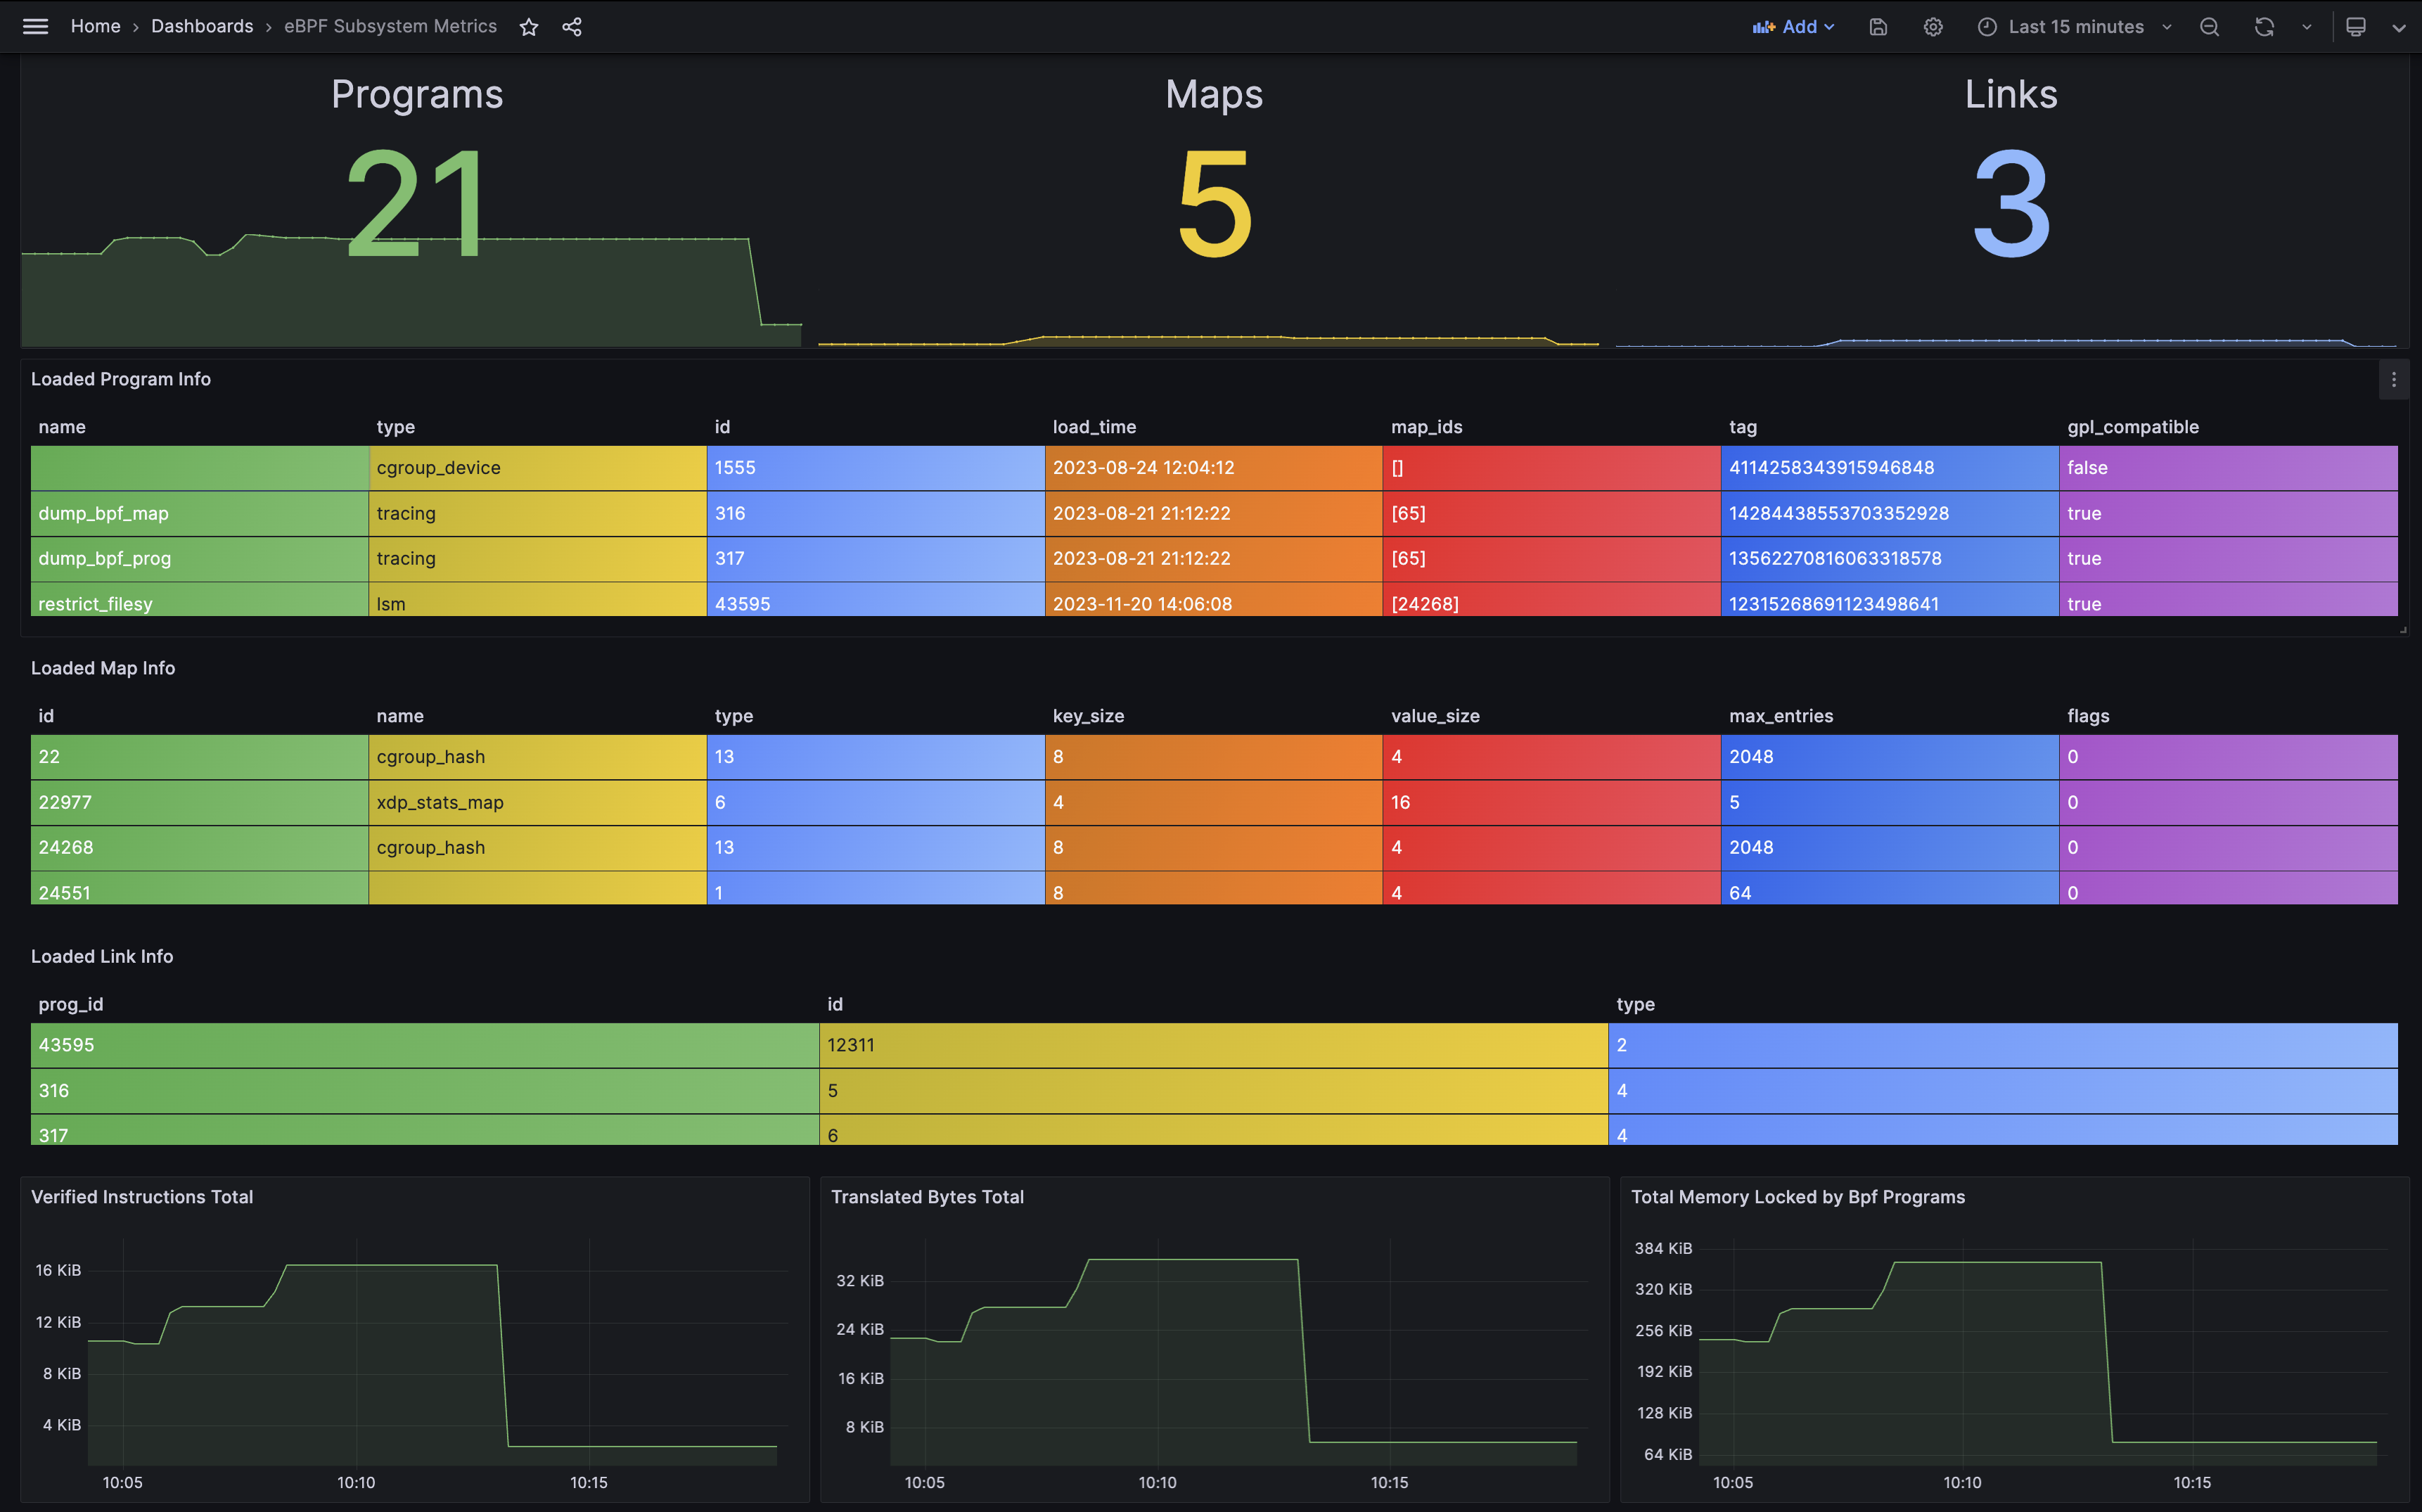 Home › Dashboards › eBPF Subsystem Metrics Add Last 15 minutes
Programs Maps Links
21 5 3
Loaded Program Info
name type id load_time map_ids tag gpl_compatible
cgroup_device 1555 2023-08-24 12:04:12 [] 4114258343915946848 false
dump_bpf_map tracing 316 2023-08-21 21:12:22 [65] 14284438553703352928 true
dump_bpf_prog tracing 317 2023-08-21 21:12:22 [65] 13562270816063318578 true
restrict_filesy lsm 43595 2023-11-20 14:06:08 [24268] 12315268691123498641 true
Loaded Map Info
id name type key_size value_size max_entries flags
22 cgroup_hash 13 8 4 2048 0
22977 xdp_stats_map 6 4 16 5 0
24268 cgroup_hash 13 8 4 2048 0
24551 1 8 4 64 0
Loaded Link Info
prog_id id type
43595 12311 2
316 5 4
317 6 4
Verified Instructions Total
16 KiB
12 KiB
8 KiB
4 KiB
10:05 10:10 10:15
Translated Bytes Total
32 KiB
24 KiB
16 KiB
8 KiB
10:05 10:10 10:15
Total Memory Locked by Bpf Programs
384 KiB
320 KiB
256 KiB
192 KiB
128 KiB
64 KiB
10:05 10:10 10:15